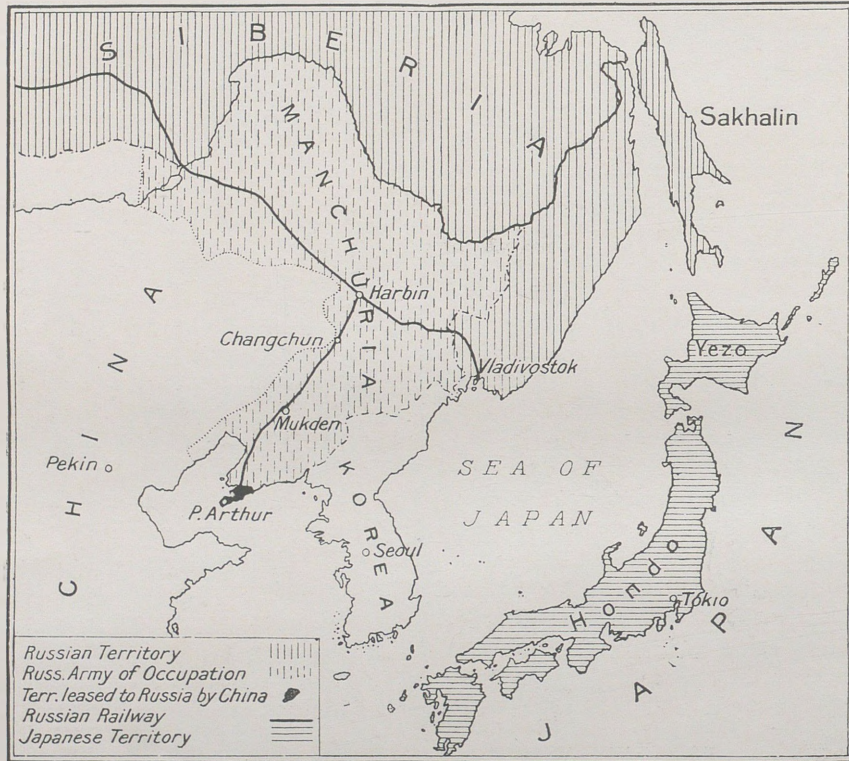 SIBERIA
Sakhalin
MANCHURIA
Harbin
Changchun
Vladivostok
Yezo
Mukden
CHINA
Pekin
P. Arthur
KOREA
SEA OF
JAPAN
Seoul
Hondo
Tokio
JAPAN
Russian Territory
Russ. Army of Occupation
Terr. leased to Russia by China
Russian Railway
Japanese Territory